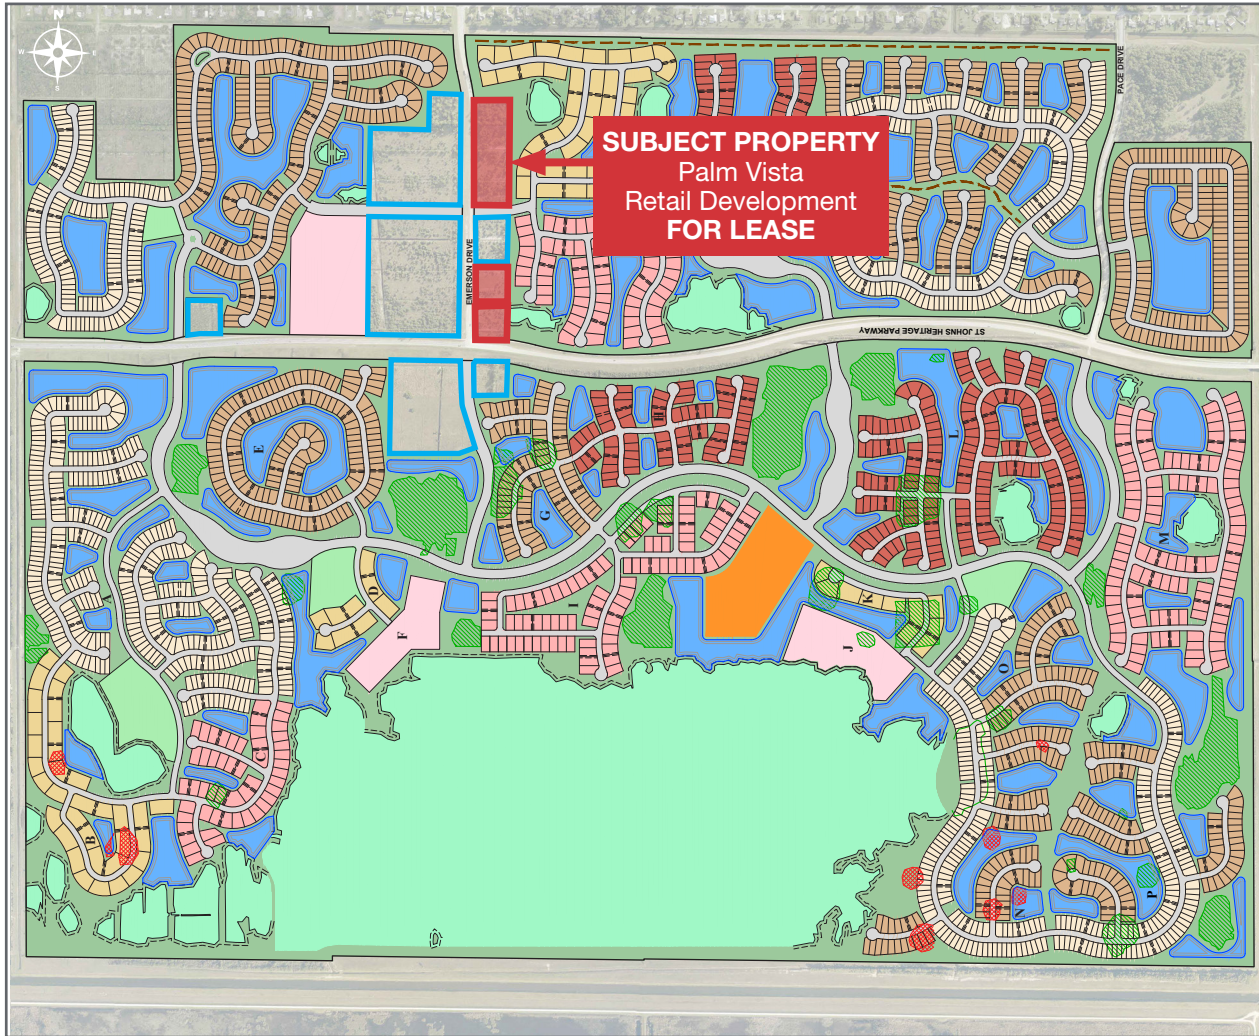 N
W
E
S
PACE DRIVE
SUBJECT PROPERTY
Palm Vista
Retail Development
FOR LEASE
EMERSON DRIVE
ST JOHNS HERITAGE PARKWAY
H
L
E
G
M
A
D
K
I
F
J
O
C
B
P
N